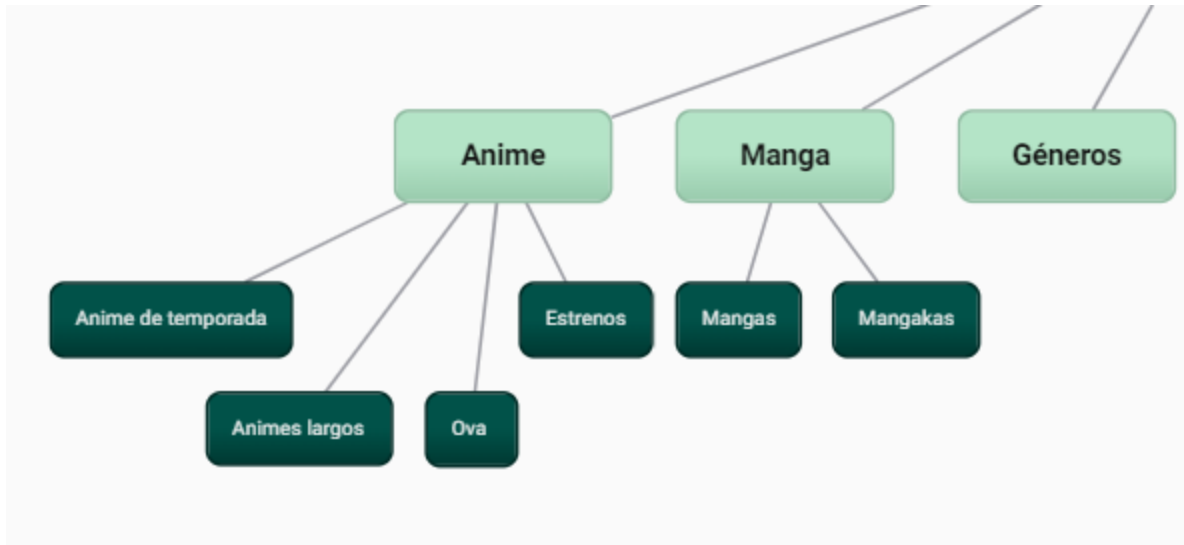 Anime
Manga
Géneros
Anime de temporada
Estrenos
Mangas
Mangakas
Animes largos
Ova